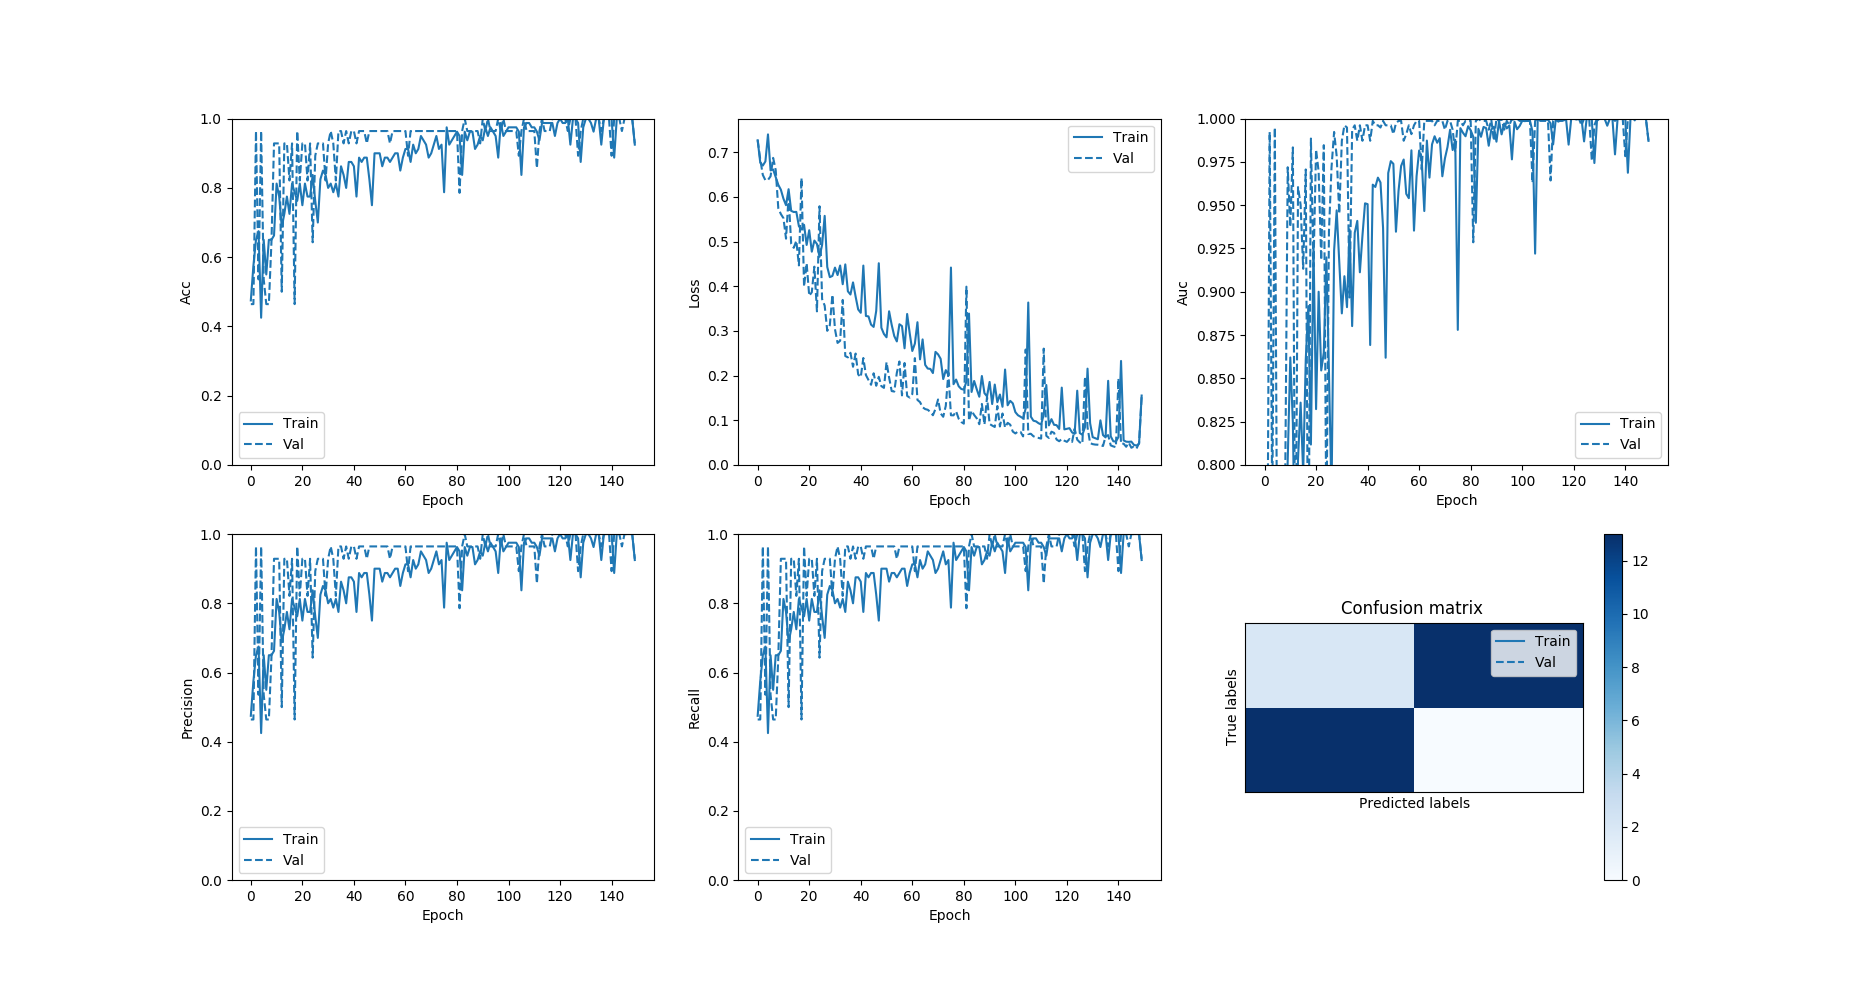 1.0
0.8
0.6
0.4
0.2
0.0
Acc
Train
Val
0 20 40 60 80 100 120 140
Epoch
0.7
0.6
0.5
0.4
0.3
0.2
0.1
0.0
Loss
Train
Val
0 20 40 60 80 100 120 140
Epoch
1.000
0.975
0.950
0.925
0.900
0.875
0.850
0.825
0.800
Auc
Train
Val
0 20 40 60 80 100 120 140
Epoch
1.0
0.8
0.6
0.4
0.2
0.0
Precision
Train
Val
0 20 40 60 80 100 120 140
Epoch
1.0
0.8
0.6
0.4
0.2
0.0
Recall
Train
Val
0 20 40 60 80 100 120 140
Epoch
Confusion matrix
Train
Val
True labels
Predicted labels
12
10
8
6
4
2
0